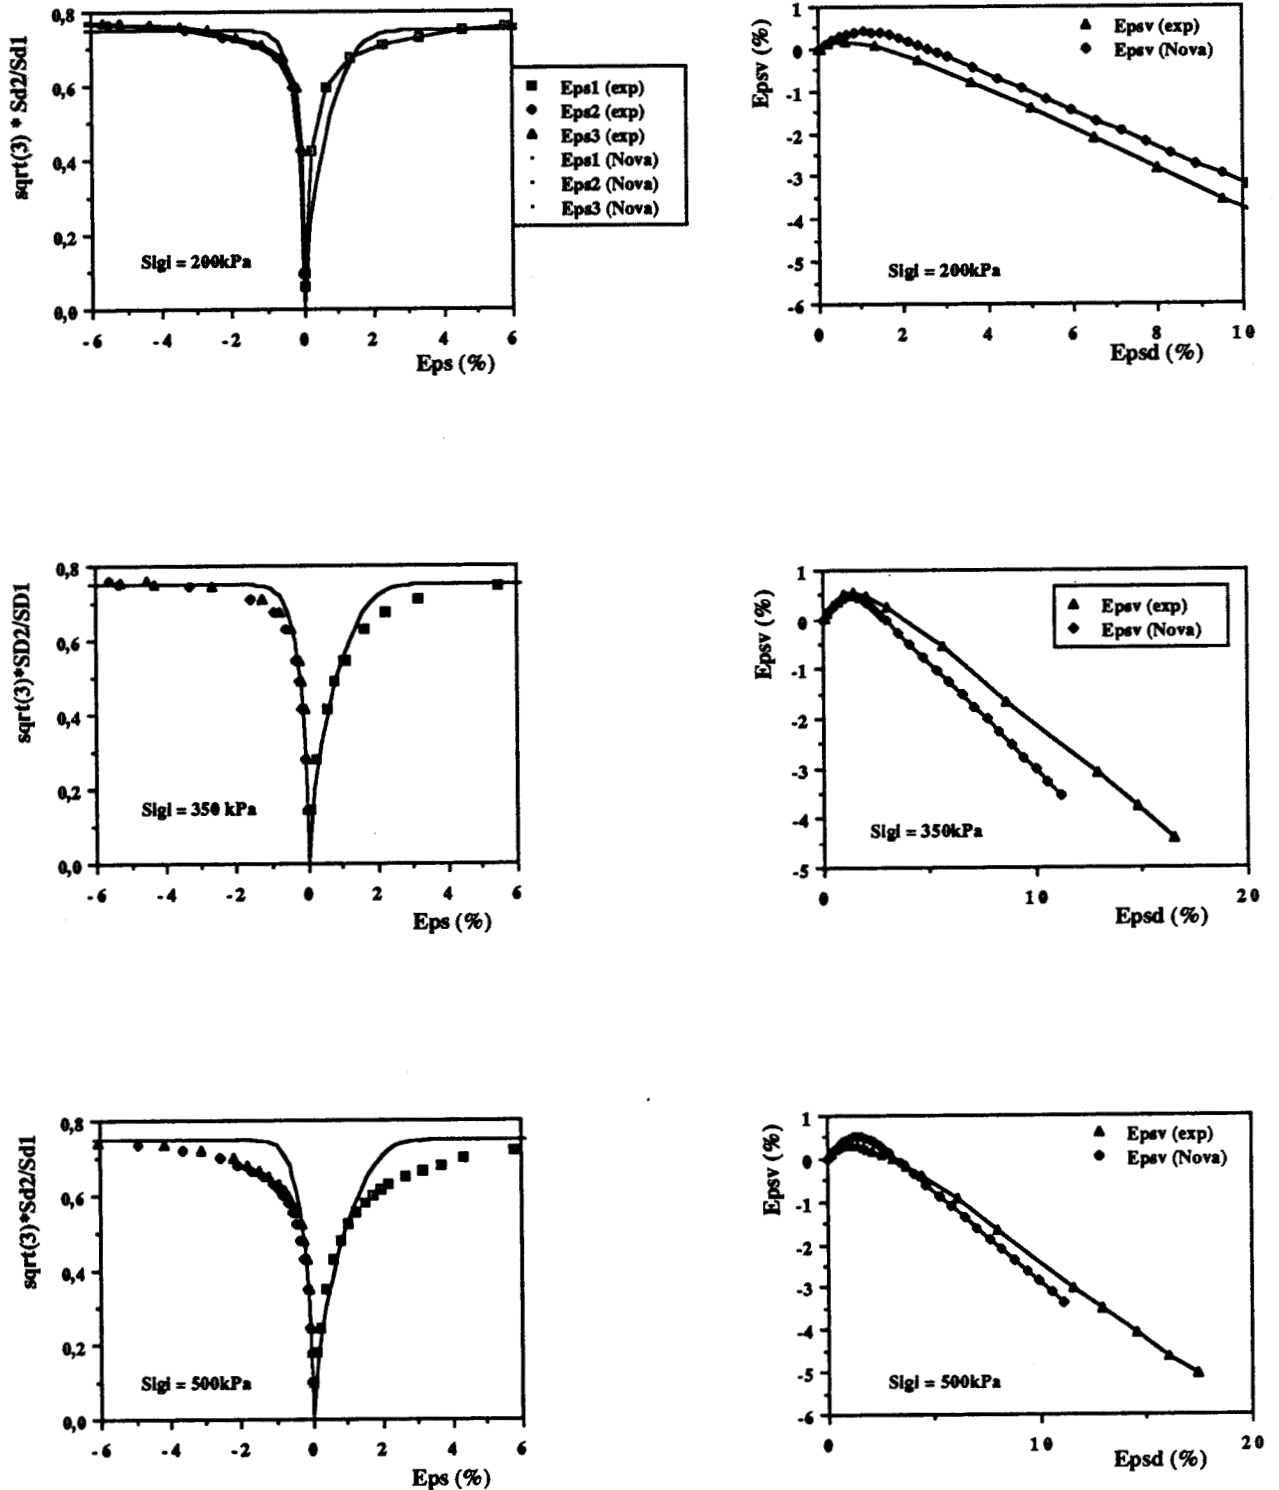 sqrt(3) * Sd2/Sd1
0,8
0,6
0,4
0,2
0,0
Sigi = 200kPa
-6 -4 -2 0 2 4 6
Eps (%)
Eps1 (exp)
Eps2 (exp)
Eps3 (exp)
Eps1 (Nova)
Eps2 (Nova)
Eps3 (Nova)
Epsv (%)
1
0
-1
-2
-3
-4
-5
-6
Epsv (exp)
Epsv (Nova)
Sigi = 200kPa
0 2 4 6 8 10
Epsd (%)
sqrt(3)*SD2/SD1
0,8
0,6
0,4
0,2
0,0
Sigi = 350 kPa
-6 -4 -2 0 2 4 6
Eps (%)
Epsv (%)
1
0
-1
-2
-3
-4
-5
Epsv (exp)
Epsv (Nova)
Sigi = 350kPa
0 10 20
Epsd (%)
sqrt(3)*Sd2/Sd1
0,8
0,6
0,4
0,2
0,0
Sigi = 500kPa
-6 -4 -2 0 2 4 6
Eps (%)
Epsv (%)
1
0
-1
-2
-3
-4
-5
-6
Epsv (exp)
Epsv (Nova)
Sigi = 500kPa
0 10 20
Epsd (%)